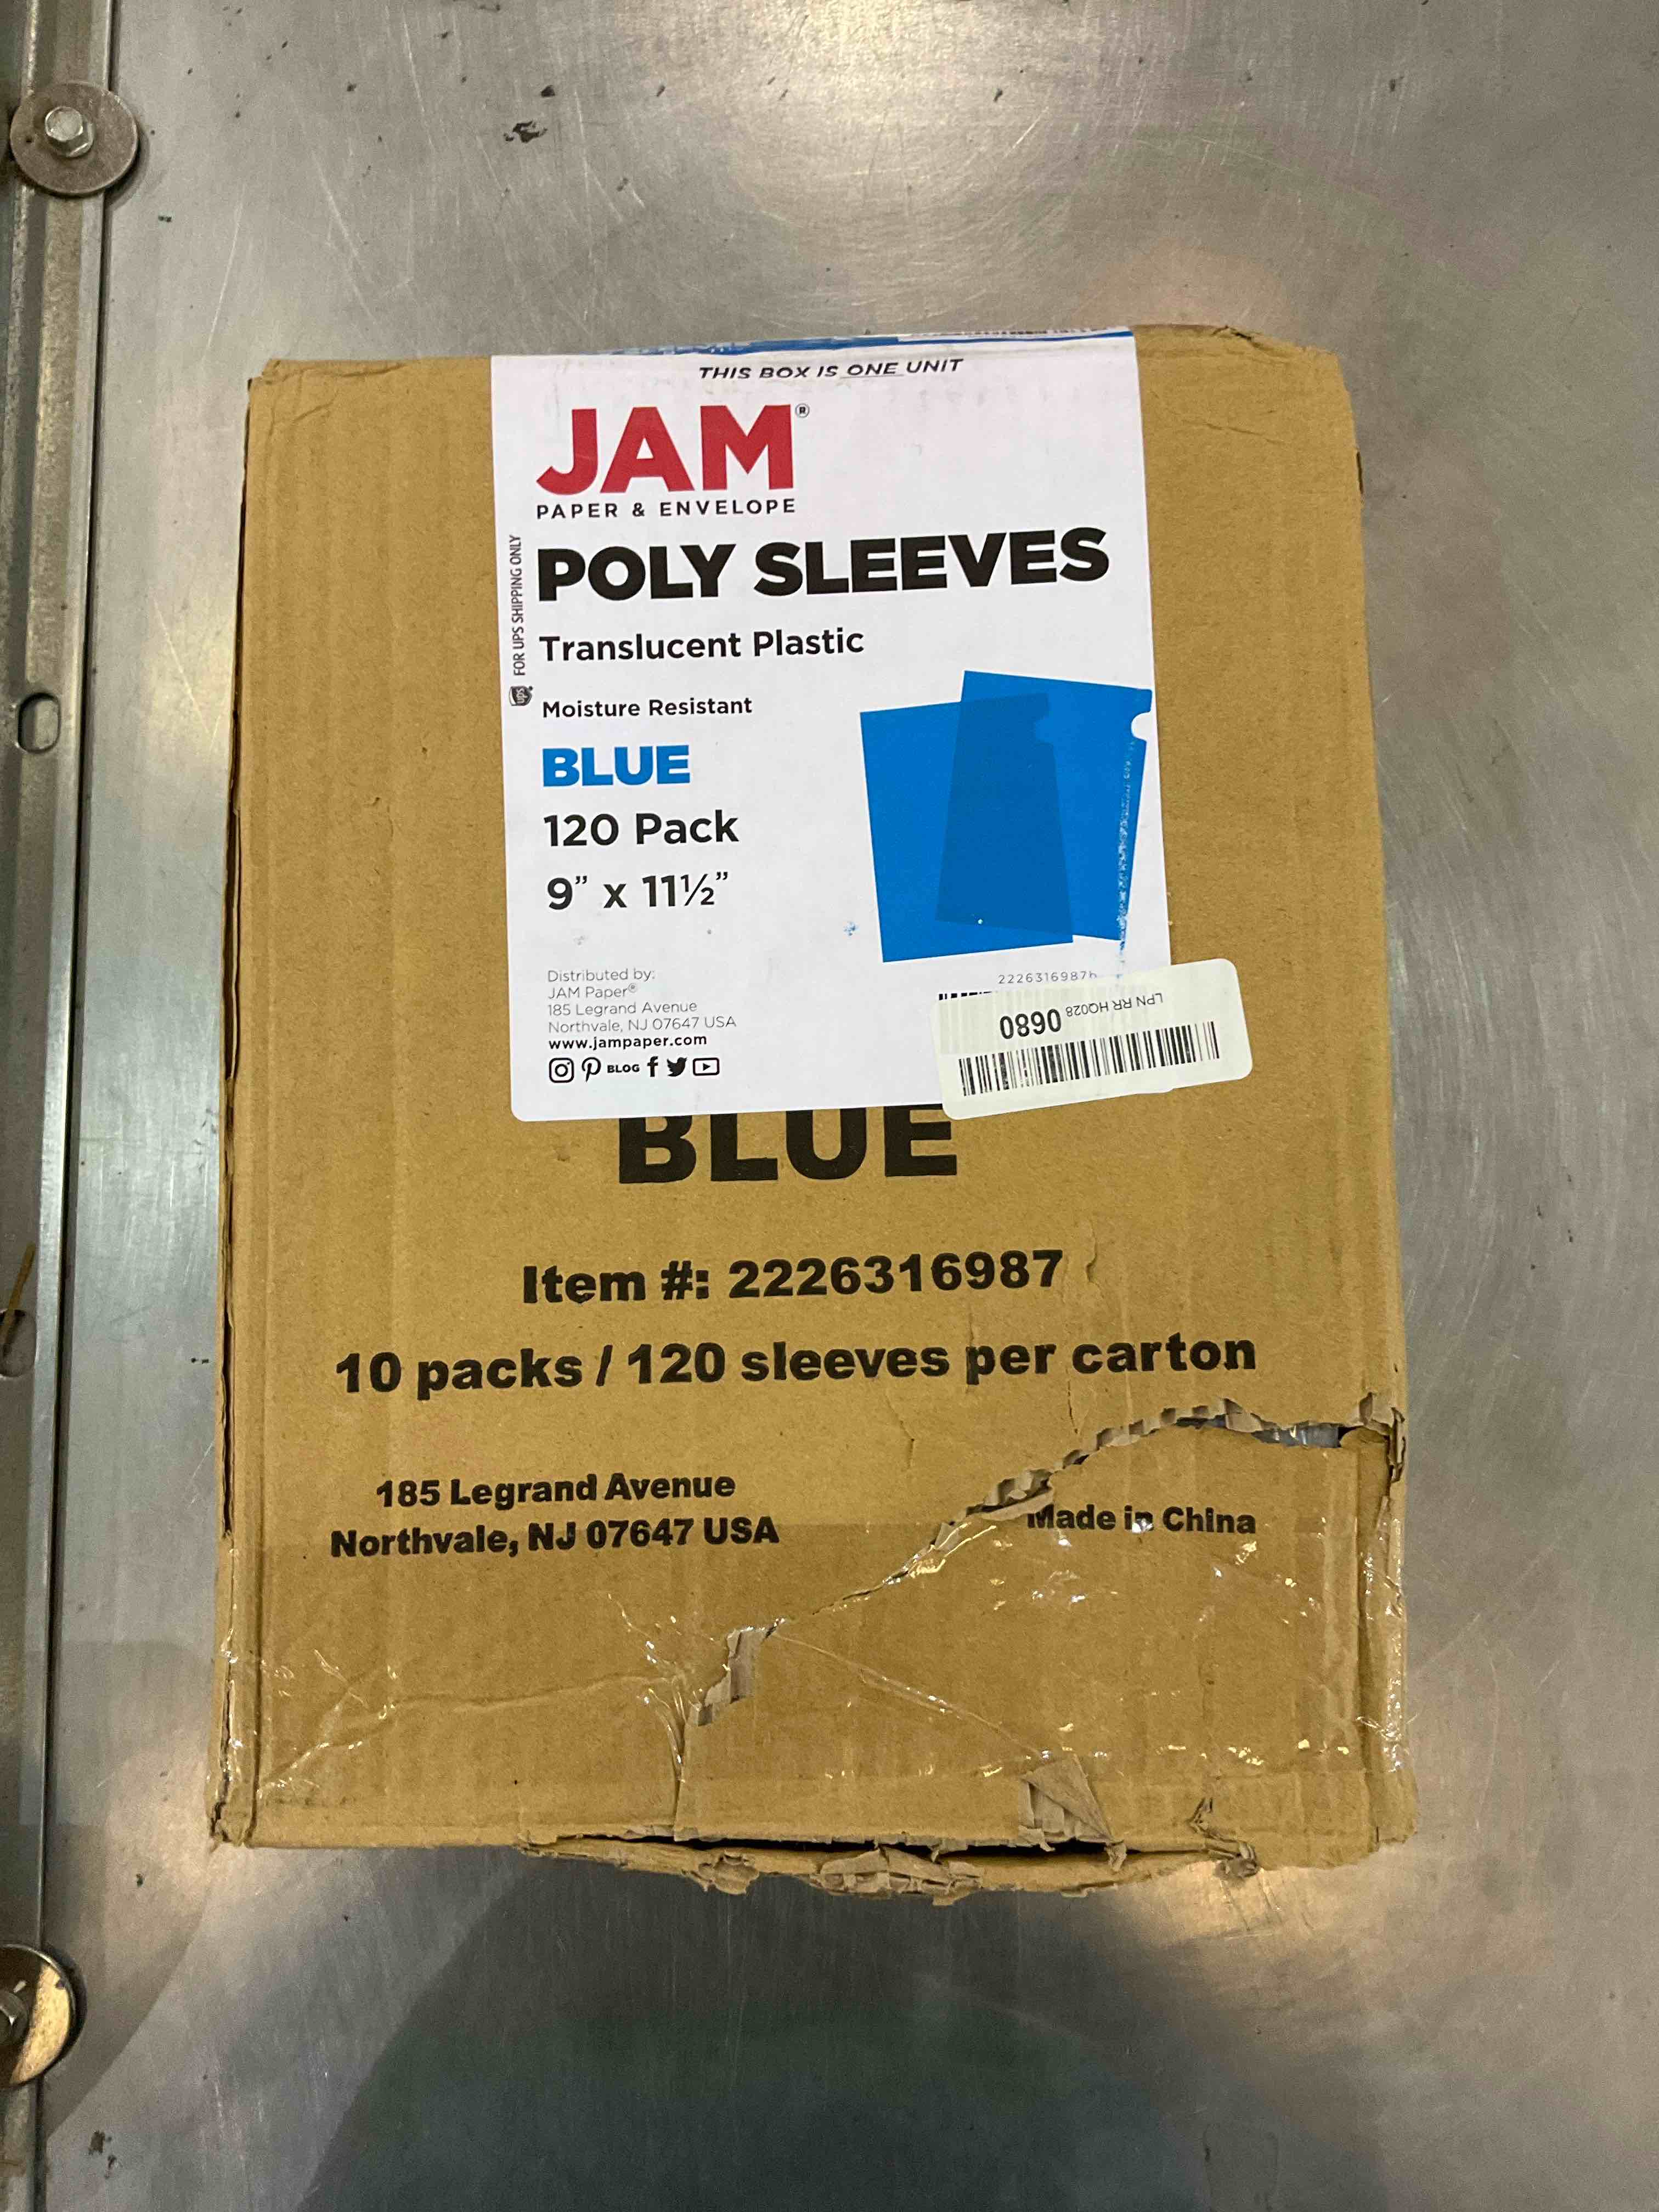 THIS BOX IS ONE UNIT
JAM®
PAPER & ENVELOPE
ups FOR UPS SHIPPING ONLY
POLY SLEEVES
Translucent Plastic
Moisture Resistant
BLUE
120 Pack
9” x 11½”
Distributed by:
JAM Paper®
185 Legrand Avenue
Northvale, NJ 07647 USA
www.jampaper.com
BLOG
2226316987
LPN RR HQ028
0680
BLUE
Item #: 2226316987
10 packs / 120 sleeves per carton
185 Legrand Avenue
Northvale, NJ 07647 USA
Made in China